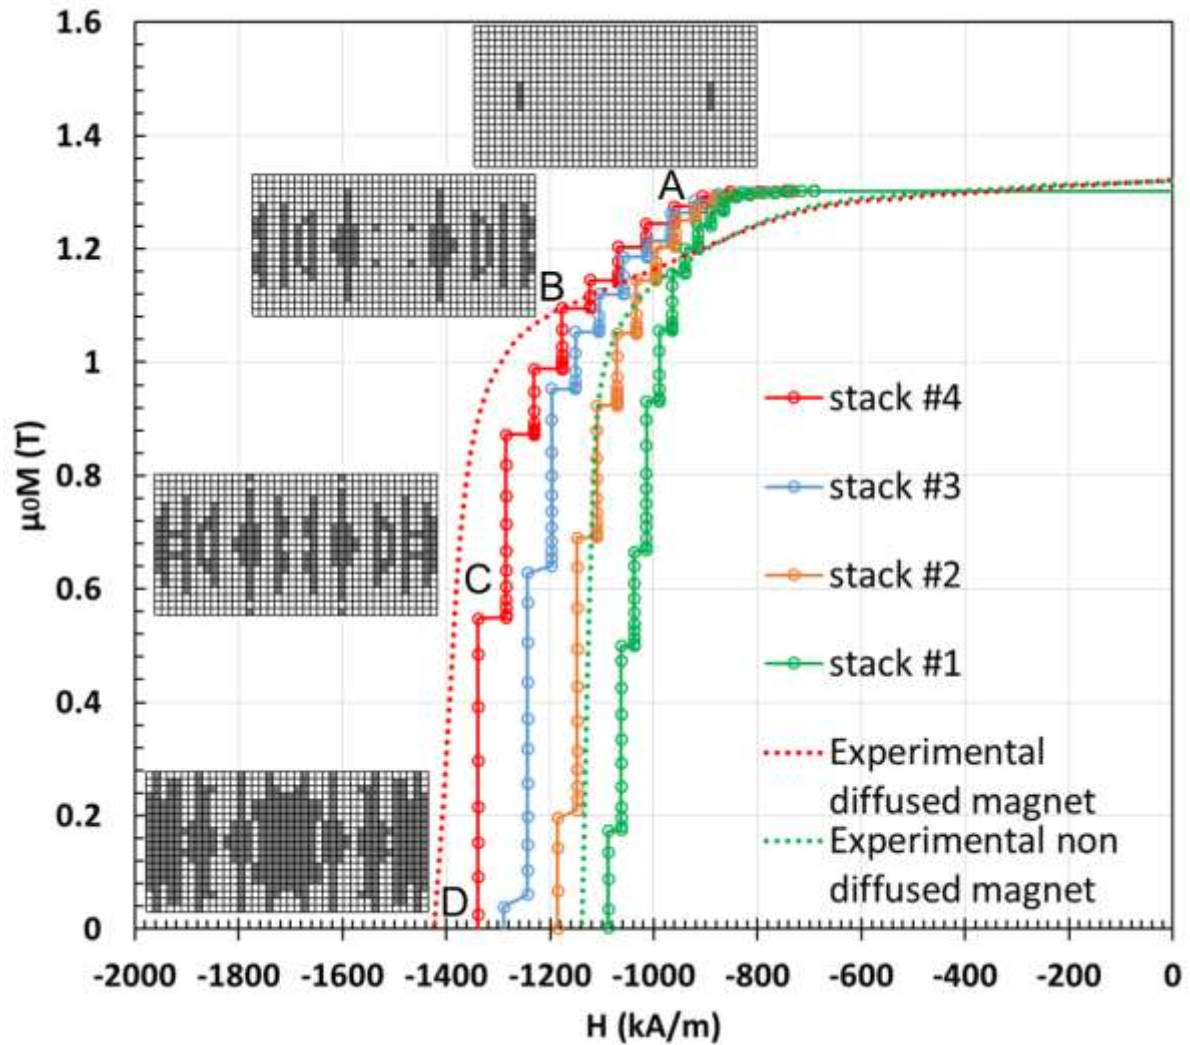 1.6
1.4
1.2
1
0.8
0.6
0.4
0.2
0
μ₀M (T)
A
B
C
D
stack #4
stack #3
stack #2
stack #1
Experimental
diffused magnet
Experimental non
diffused magnet
-2000 -1800 -1600 -1400 -1200 -1000 -800 -600 -400 -200 0
H (kA/m)